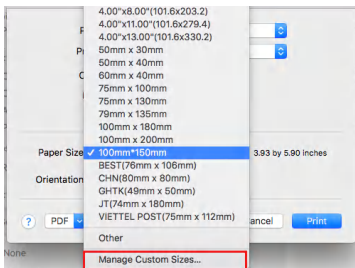 4.00"x8.00"(101.6x203.2)
4.00"x11.00"(101.6x279.4)
4.00"x13.00"(101.6x330.2)
50mm x 30mm
50mm x 40mm
60mm x 40mm
75mm x 100mm
75mm x 130mm
79mm x 135mm
100mm x 180mm
100mm x 200mm
Paper Size ✓ 100mm*150mm 3.93 by 5.90 inches
BEST(76mm x 106mm)
CHN(80mm x 80mm)
Orientation GHTK(49mm x 50mm)
JT(74mm x 180mm)
? PDF VIETTEL POST(75mm x 112mm) ancel Print
Other
None Manage Custom Sizes...